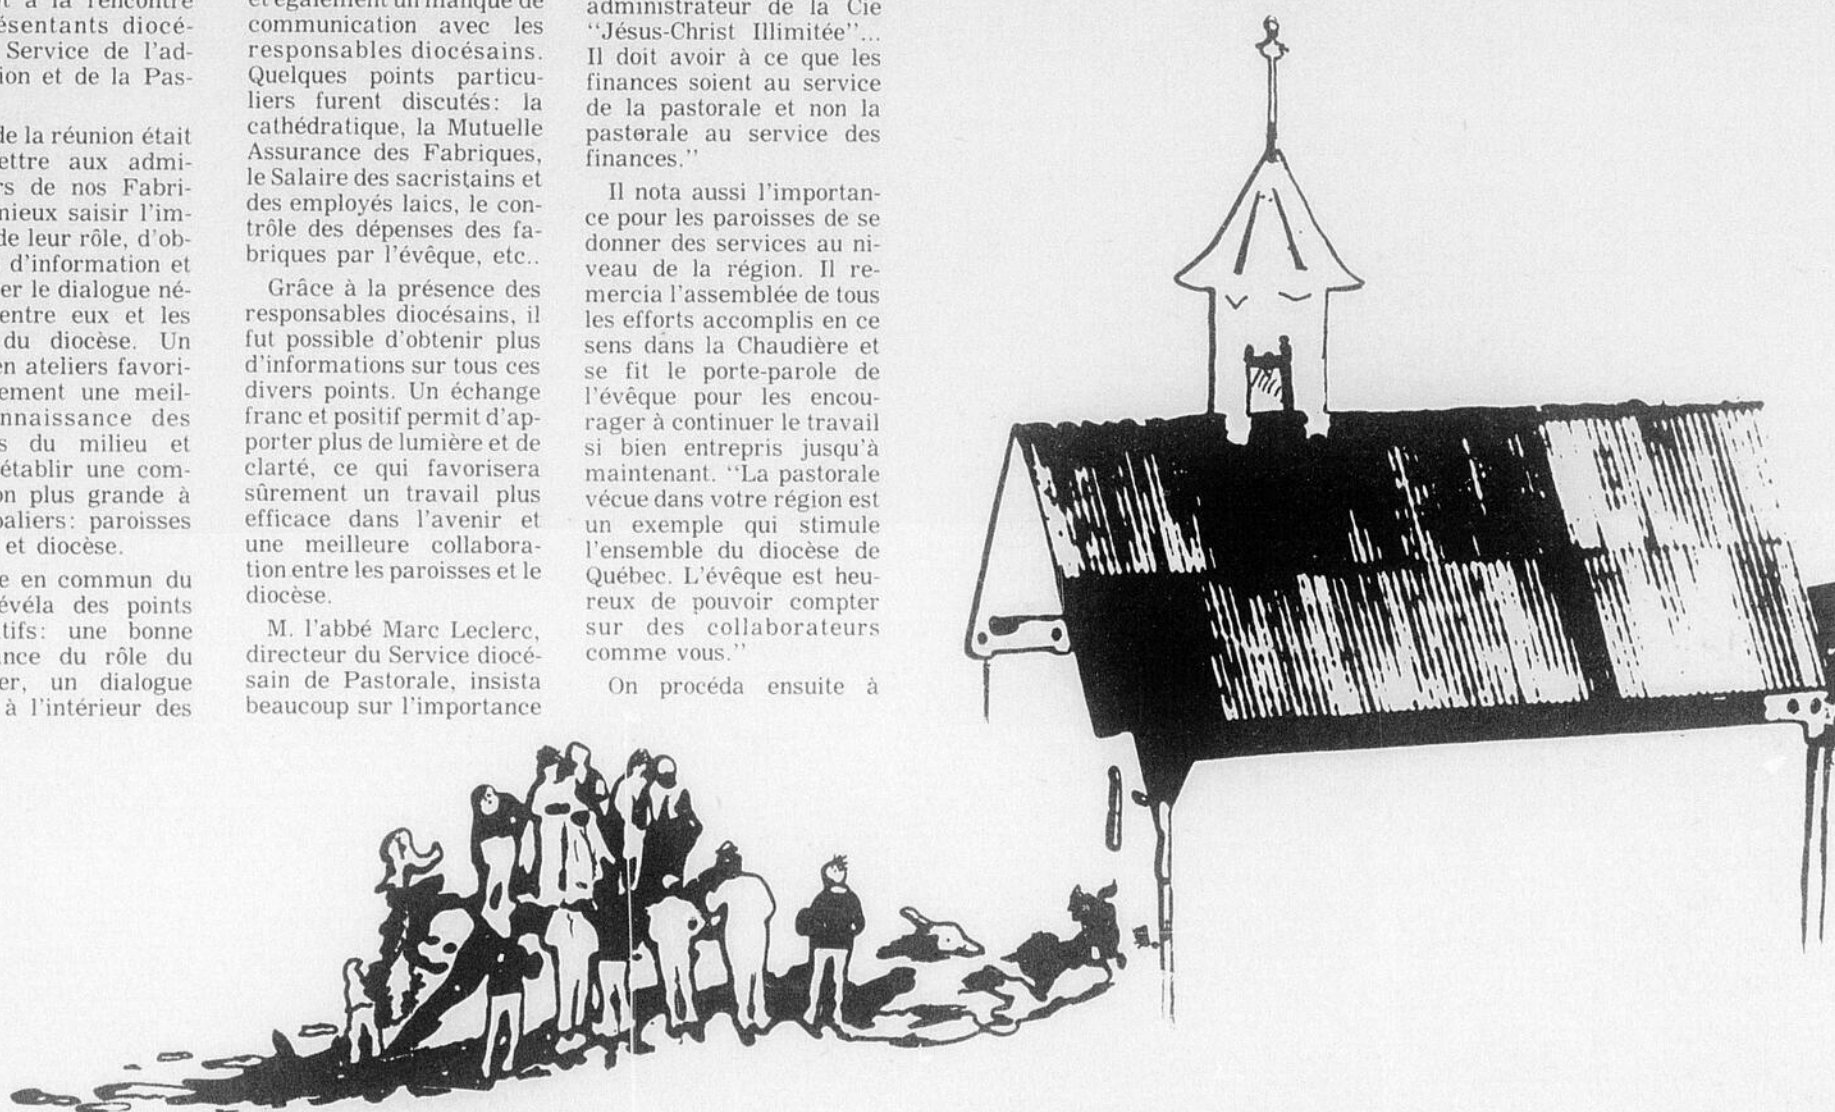 à la rencontre
ésentants diocé-
Service de l'ad-
ion et de la Pas-
de la réunion était
ettre aux admi-
rs de nos Fabri-
mieux saisir l'im-
de leur rôle, d'ob-
d'information et
er le dialogue né-
entre eux et les
du diocèse. Un
en ateliers favori-
ement une meil-
nnaissance des
s du milieu et
établir une com-
on plus grande à
paliers: paroisses
et diocèse.
e en commun du
évéla des points
tifs: une bonne
nce du rôle du
er, un dialogue
à l'intérieur des
et également un manque de
communication avec les
responsables diocésains.
Quelques points particu-
liers furent discutés: la
cathédratique, la Mutuelle
Assurance des Fabriques,
le Salaire des sacristains et
des employés laics, le con-
trôle des dépenses des fa-
briques par l'évêque, etc..
Grâce à la présence des
responsables diocésains, il
fut possible d'obtenir plus
d'informations sur tous ces
divers points. Un échange
franc et positif permit d'ap-
porter plus de lumière et de
clarté, ce qui favorisera
sûrement un travail plus
efficace dans l'avenir et
une meilleure collabora-
tion entre les paroisses et le
diocèse.
M. l'abbé Marc Leclerc,
directeur du Service diocé-
sain de Pastorale, insista
beaucoup sur l'importance
administrateur de la Cie
"Jésus-Christ Illimitée"...
Il doit avoir à ce que les
finances soient au service
de la pastorale et non la
pastorale au service des
finances."
Il nota aussi l'importan-
ce pour les paroisses de se
donner des services au ni-
veau de la région. Il re-
mercia l'assemblée de tous
les efforts accomplis en ce
sens dans la Chaudière et
se fit le porte-parole de
l'évêque pour les encou-
rager à continuer le travail
si bien entrepris jusqu'à
maintenant. "La pastorale
vécue dans votre région est
un exemple qui stimule
l'ensemble du diocèse de
Québec. L'évêque est heu-
reux de pouvoir compter
sur des collaborateurs
comme vous."
On procéda ensuite à